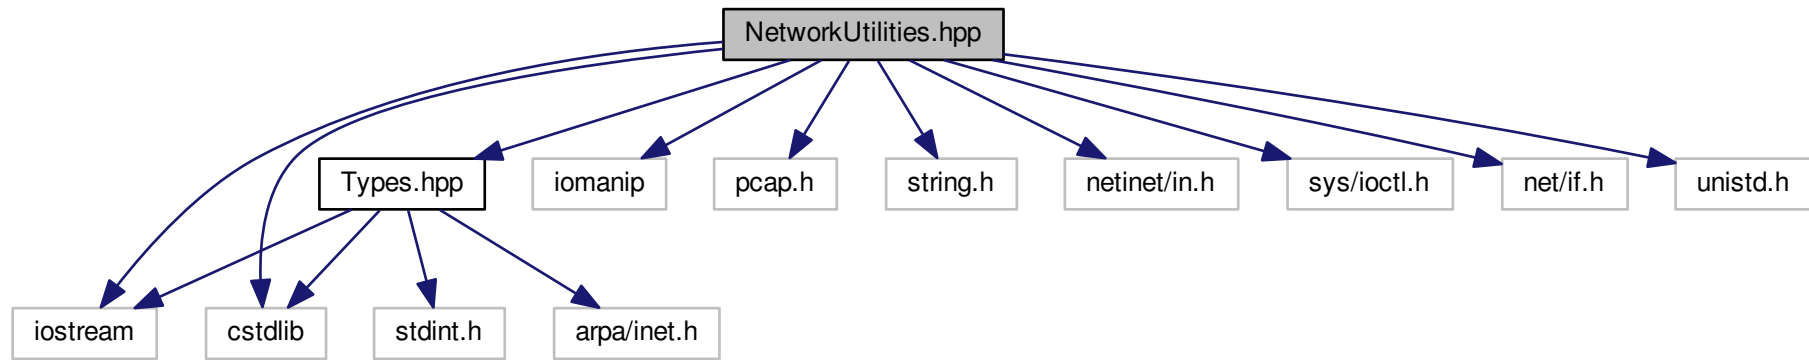 NetworkUtilities.hpp
Types.hpp
iomanip
pcap.h
string.h
netinet/in.h
sys/ioctl.h
net/if.h
unistd.h
iostream
cstdlib
stdint.h
arpa/inet.h